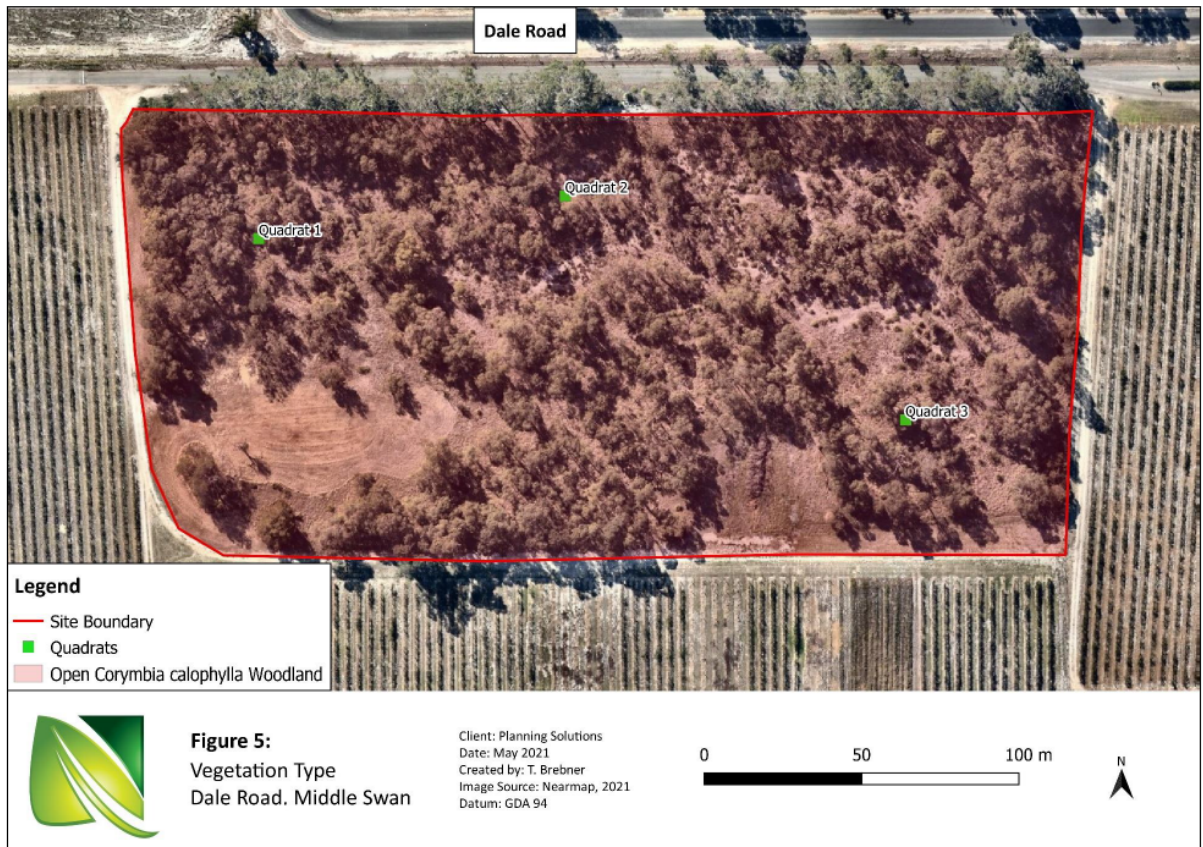 Dale Road
Quadrat 2
Quadrat 1
Quadrat 3
Legend
Site Boundary
Quadrats
Open Corymbia calophylla Woodland
Figure 5:
Vegetation Type
Dale Road. Middle Swan
Client: Planning Solutions
Date: May 2021
Created by: T. Brebner
Image Source: Nearmap, 2021
Datum: GDA 94
0 50 100 m
N